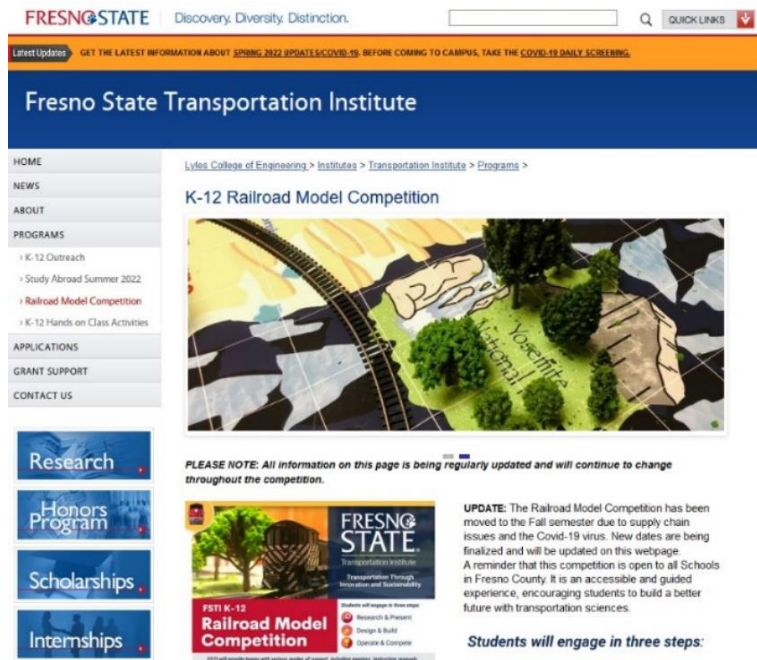 FRESNO STATE Discovery. Diversity. Distinction. QUICK LINKS
Latest Updates GET THE LATEST INFORMATION ABOUT SPRING 2022 UPDATES/COVID-19. BEFORE COMING TO CAMPUS, TAKE THE COVID-19 DAILY SCREENING.
Fresno State Transportation Institute
HOME
NEWS
ABOUT
PROGRAMS
› K-12 Outreach
› Study Abroad Summer 2022
› Railroad Model Competition
› K-12 Hands on Class Activities
APPLICATIONS
GRANT SUPPORT
CONTACT US
Research
Honors
Program
Scholarships
Internships
Lyles College of Engineering > Institutes > Transportation Institute > Programs >
K-12 Railroad Model Competition
Yosemite
National
PLEASE NOTE: All information on this page is being regularly updated and will continue to change
throughout the competition.
FRESNO
STATE
Transportation Institute
Transportation Through
Innovation and Sustainability
FSTI K-12
Railroad Model
Competition
Students will engage in three steps:
Research & Present
Design & Build
Operate & Compete
UPDATE: The Railroad Model Competition has been
moved to the Fall semester due to supply chain
issues and the Covid-19 virus. New dates are being
finalized and will be updated on this webpage.
A reminder that this competition is open to all Schools
in Fresno County. It is an accessible and guided
experience, encouraging students to build a better
future with transportation sciences.
Students will engage in three steps: